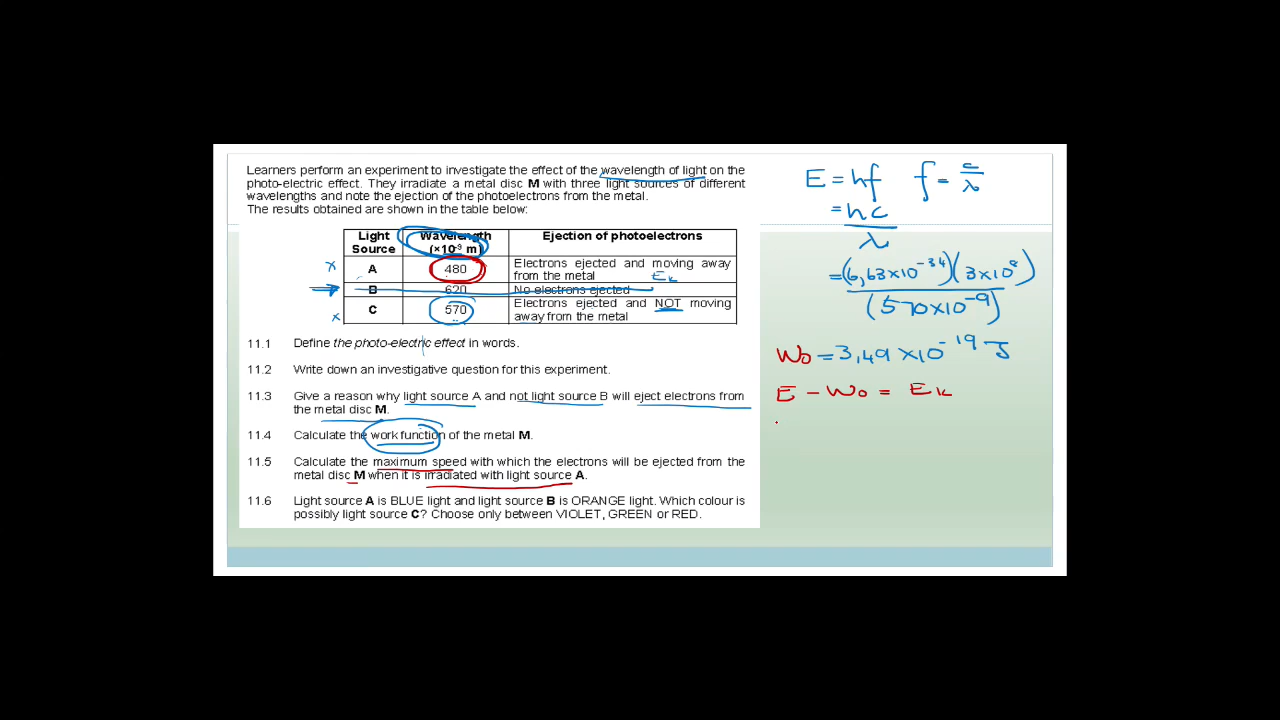 Learners perform an experiment to investigate the effect of the wavelength of light on the
photo-electric effect. They irradiate a metal disc M with three light sources of different
wavelengths and note the ejection of the photoelectrons from the metal.
The results obtained are shown in the table below:
Light Source | Wavelength (×10⁻⁹ m) | Ejection of photoelectrons
x A | 480 | Electrons ejected and moving away from the metal
EK
B | 620 | No electrons ejected
x C | 570 | Electrons ejected and NOT moving away from the metal
11.1 Define the photo-electric effect in words.
11.2 Write down an investigative question for this experiment.
11.3 Give a reason why light source A and not light source B will eject electrons from
the metal disc M.
11.4 Calculate the work function of the metal M.
11.5 Calculate the maximum speed with which the electrons will be ejected from the
metal disc M when it is irradiated with light source A.
11.6 Light source A is BLUE light and light source B is ORANGE light. Which colour is
possibly light source C? Choose only between VIOLET, GREEN or RED.
E = hf f = c/λ
= hc/λ
= (6,63×10⁻³⁴)(3×10⁸)
(570×10⁻⁹)
W₀ = 3,49 ×10⁻¹⁹ J
E - W₀ = EK